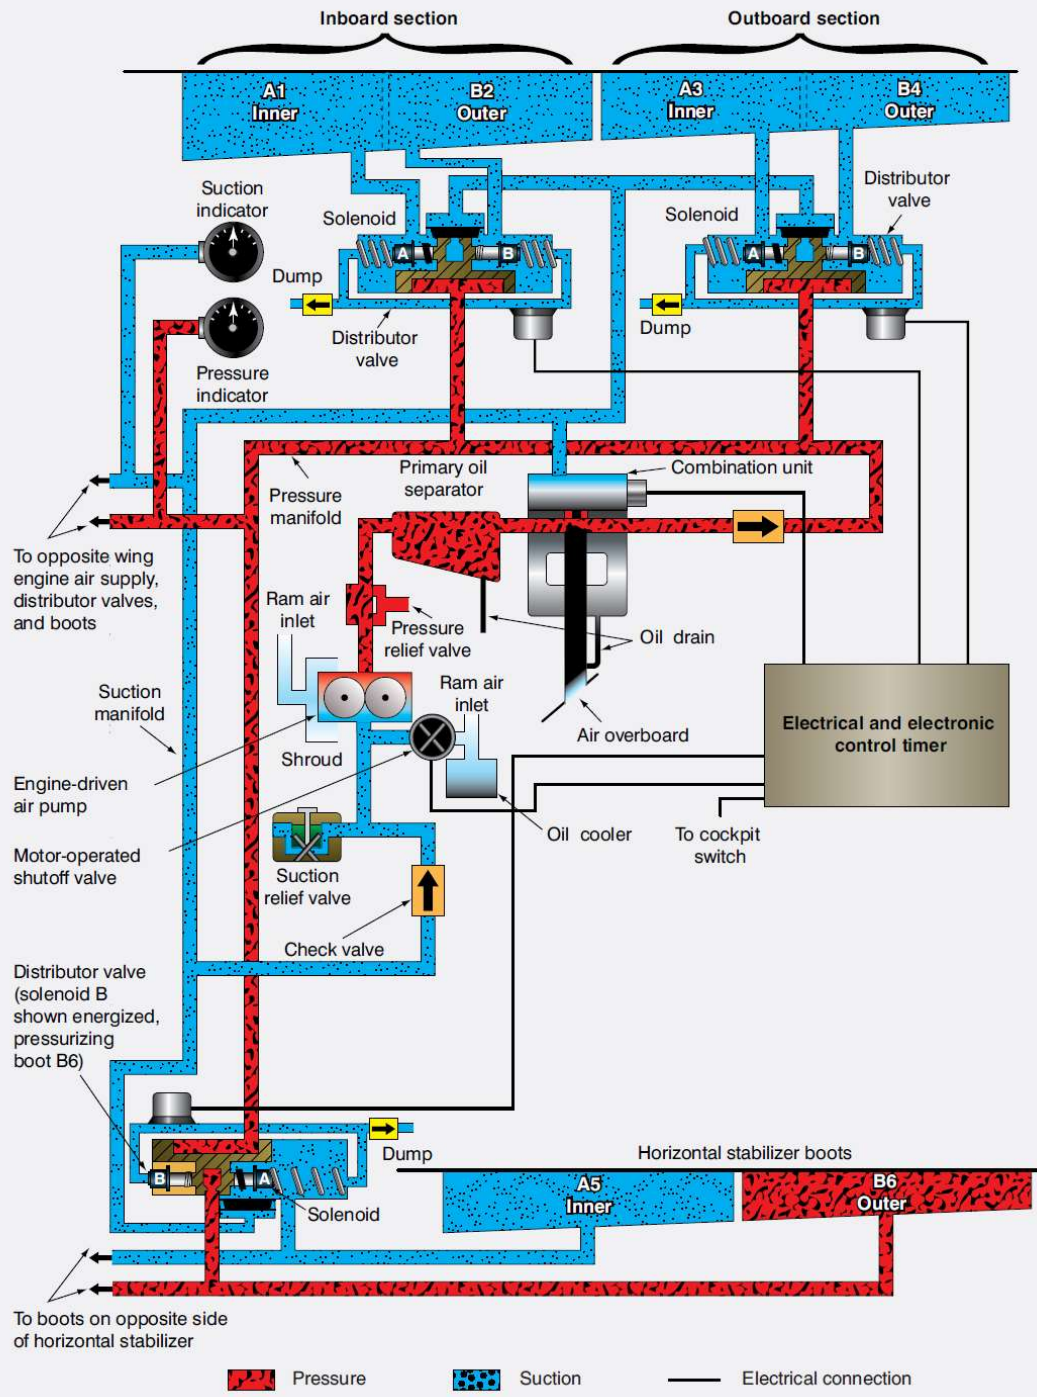 Inboard section
Outboard section
A1
Inner
B2
Outer
A3
Inner
B4
Outer
Suction
indicator
Solenoid
Solenoid
Distributor
valve
A
B
A
B
Dump
Distributor
valve
Dump
Pressure
indicator
Primary oil
separator
Combination unit
Pressure
manifold
To opposite wing
engine air supply,
distributor valves,
and boots
Ram air
inlet
Pressure
relief valve
Oil drain
Suction
manifold
Ram air
inlet
Air overboard
Electrical and electronic
control timer
Shroud
Engine-driven
air pump
Oil cooler
To cockpit
switch
Motor-operated
shutoff valve
Suction
relief valve
Check valve
Distributor valve
(solenoid B
shown energized,
pressurizing
boot B6)
Dump
Horizontal stabilizer boots
B
A
A5
Inner
B6
Outer
Solenoid
To boots on opposite side
of horizontal stabilizer
Pressure
Suction
Electrical connection